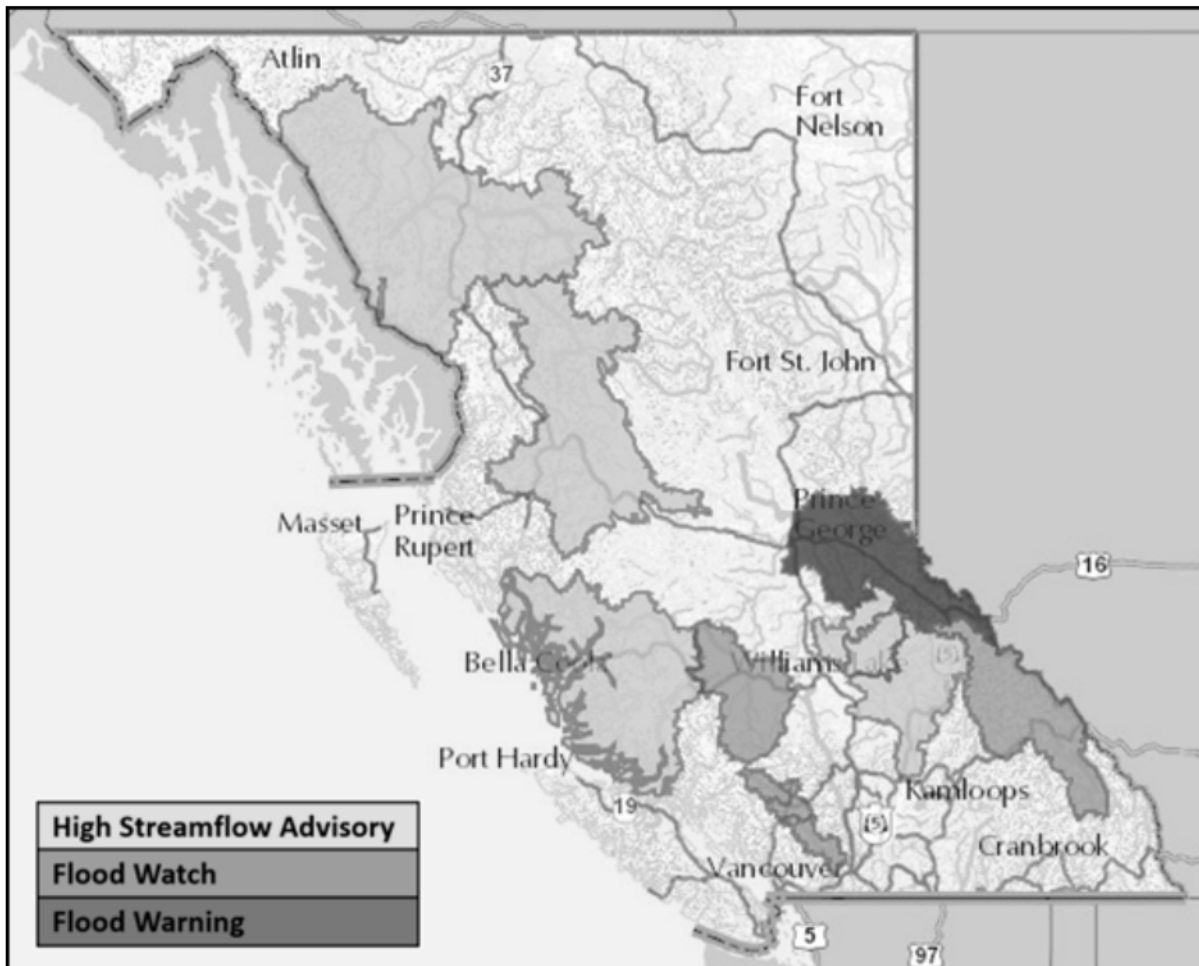 Atlin
37
Fort
Nelson
Fort St. John
Prince
George
Masset
Prince
Rupert
16
Bella Coola
Williams Lake
5
Port Hardy
19
Kamloops
5
Cranbrook
Vancouver
High Streamflow Advisory
Flood Watch
Flood Warning
5
97